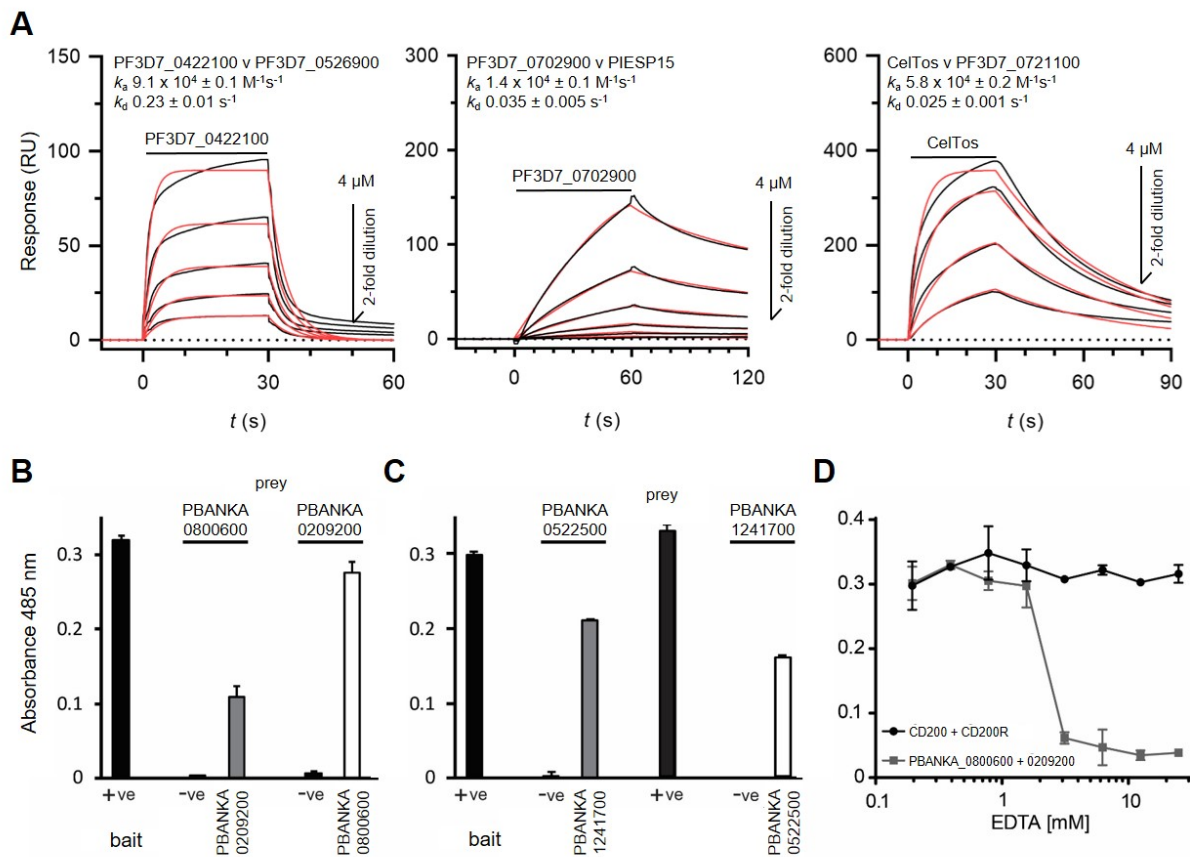 A
PF3D7_0422100 v PF3D7_0526900
kₐ 9.1 x 10⁴ ± 0.1 M⁻¹s⁻¹
k_d 0.23 ± 0.01 s⁻¹
PF3D7_0422100
4 µM
2-fold dilution
150
100
50
0
Response (RU)
0
30
60
t (s)
PF3D7_0702900 v PIESP15
kₐ 1.4 x 10⁴ ± 0.1 M⁻¹s⁻¹
k_d 0.035 ± 0.005 s⁻¹
PF3D7_0702900
4 µM
2-fold dilution
300
200
100
0
0
60
120
t (s)
CelTos v PF3D7_0721100
kₐ 5.8 x 10⁴ ± 0.2 M⁻¹s⁻¹
k_d 0.025 ± 0.001 s⁻¹
CelTos
4 µM
2-fold dilution
600
400
200
0
0
30
60
90
t (s)
B
prey
PBANKA
0800600
PBANKA
0209200
0.3
0.2
0.1
0
Absorbance 485 nm
+ve
-ve
PBANKA
0209200
-ve
PBANKA
0800600
bait
C
prey
PBANKA
0522500
PBANKA
1241700
0.3
0.2
0.1
0
+ve
-ve
PBANKA
1241700
+ve
-ve
PBANKA
0522500
bait
D
0.4
0.3
0.2
0.1
0
CD200 + CD200R
PBANKA_0800600 + 0209200
0.1
1
10
EDTA [mM]